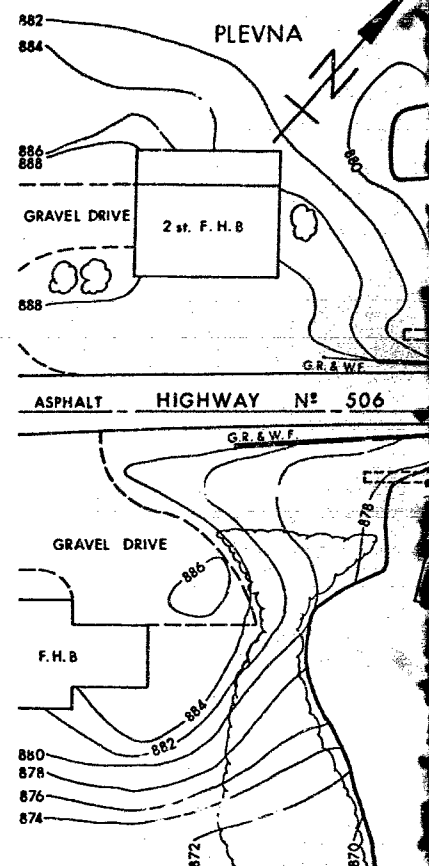 882
PLEVNA
884
N
886
888
880
GRAVEL DRIVE
2 st. F. H. B
888
G.R. & W.F.
ASPHALT HIGHWAY Nº 506
G.R. & W.F.
878
GRAVEL DRIVE
886
F. H. B
884
882
880
878
876
874
872
870